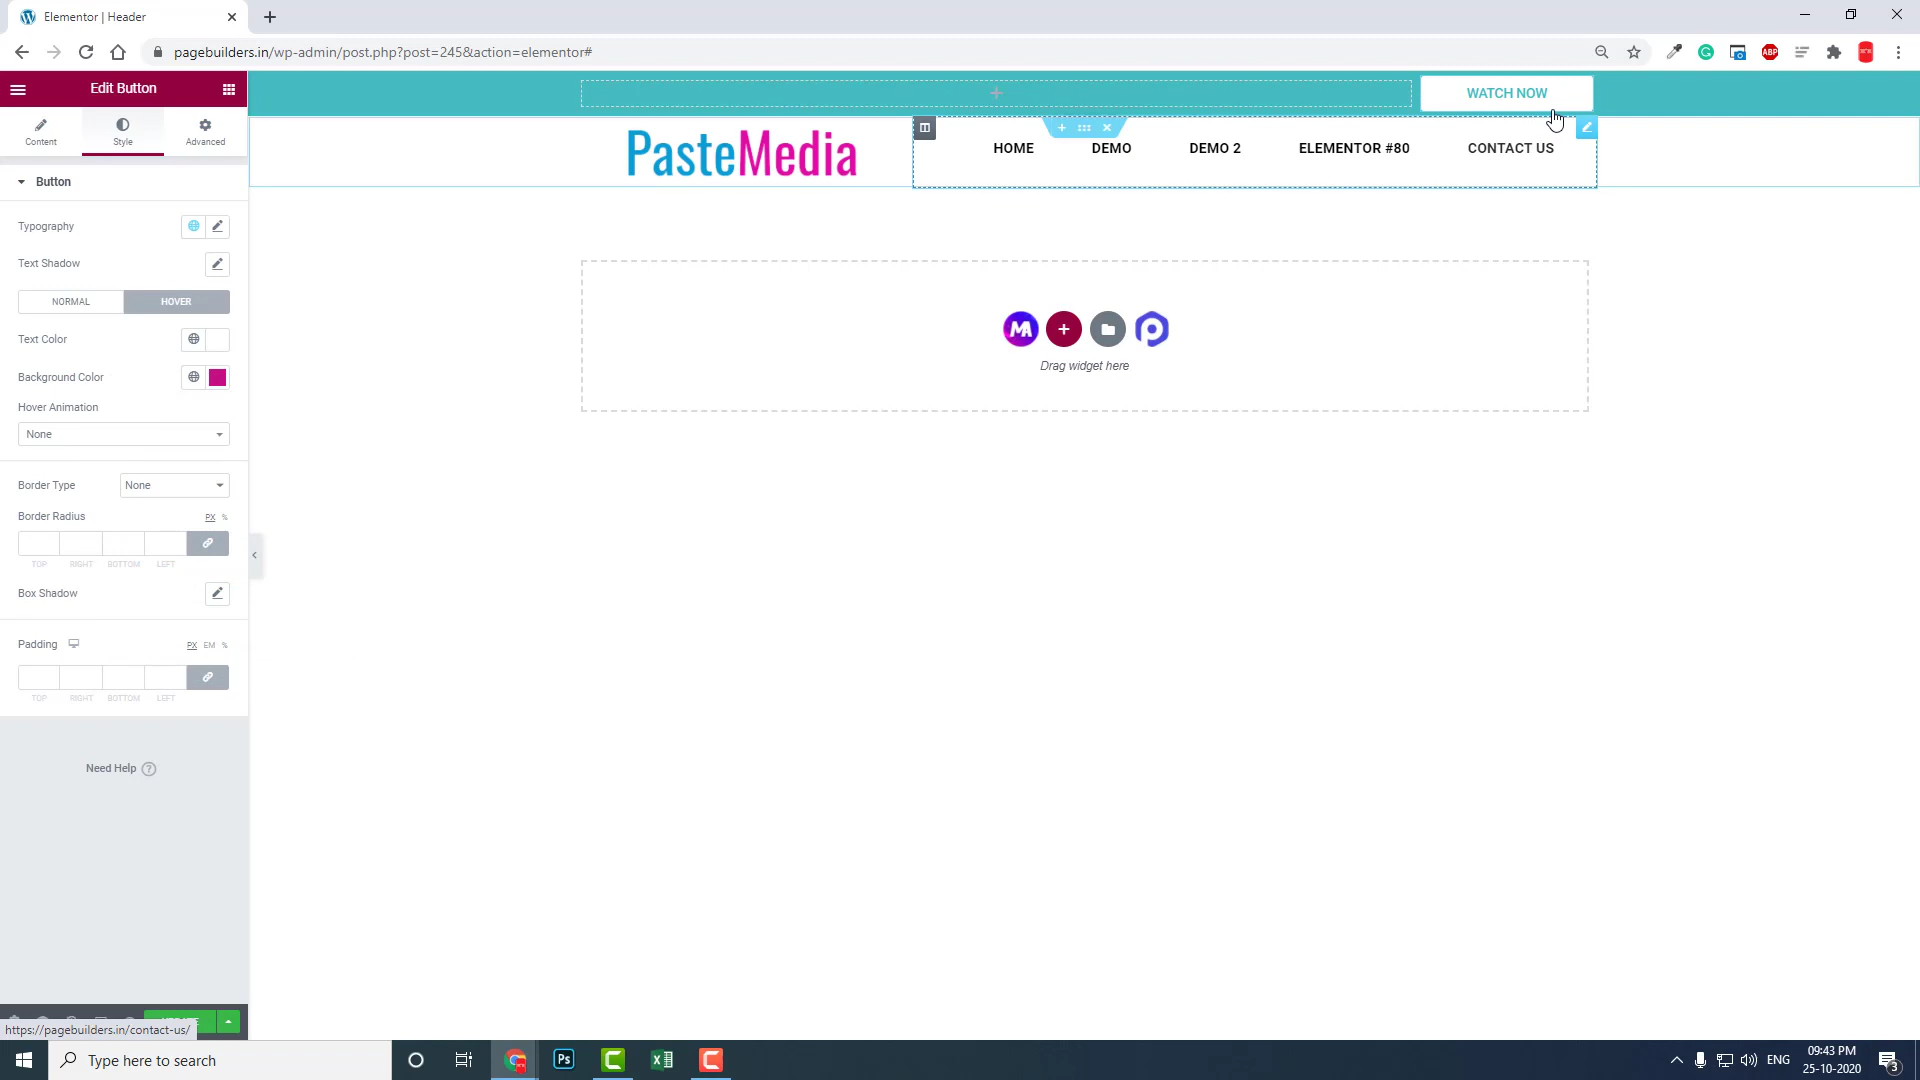 Elementor | Header
pagebuilders.in/wp-admin/post.php?post=245&action=elementor#
ABP
Edit Button
WATCH NOW
Content
Style
Advanced
PasteMedia
HOME
DEMO
DEMO 2
ELEMENTOR #80
CONTACT US
Button
Typography
Text Shadow
NORMAL
HOVER
Text Color
Background Color
Hover Animation
None
Drag widget here
Border Type
None
Border Radius
PX %
TOP RIGHT BOTTOM LEFT
Box Shadow
Padding
PX EM %
TOP RIGHT BOTTOM LEFT
Need Help
https://pagebuilders.in/contact-us/
Type here to search
Ps
ENG
09:43 PM
25-10-2020
3